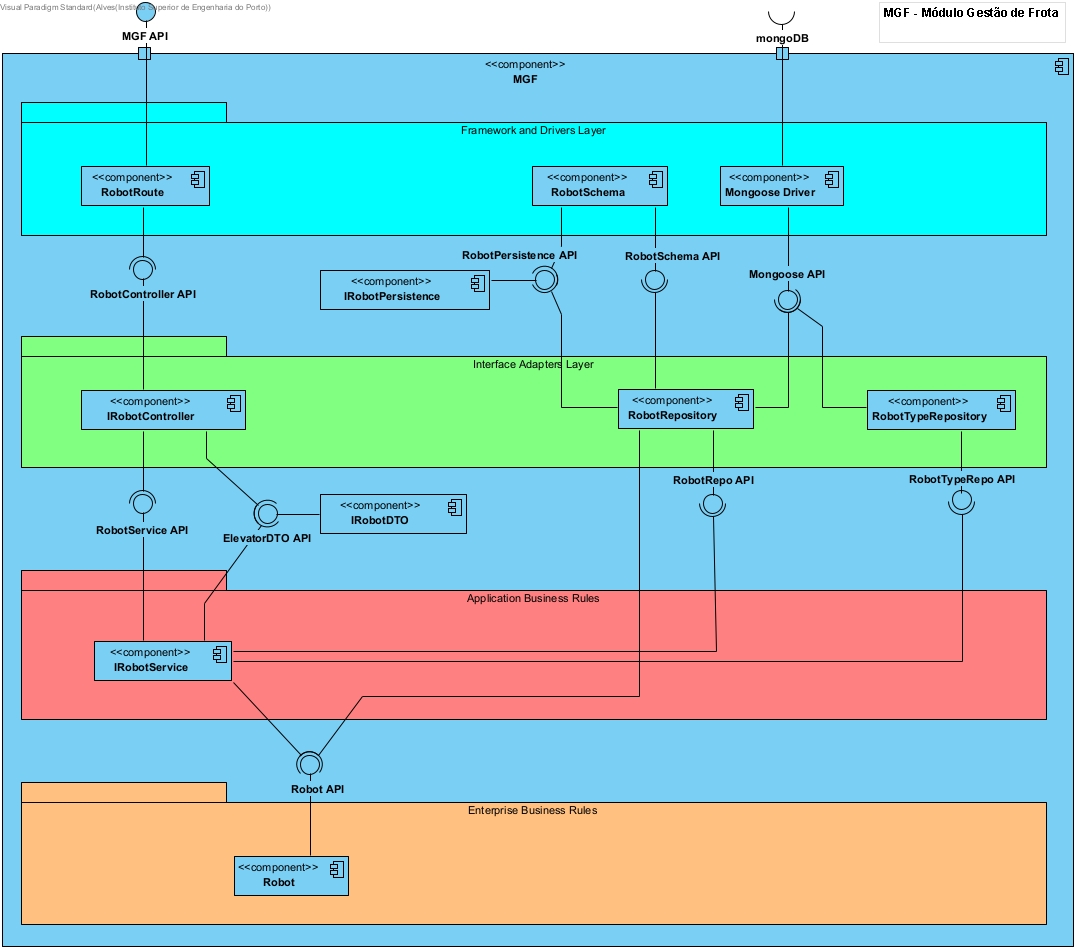 Visual Paradigm Standard(Alves(Instituto Superior de Engenharia do Porto))
MGF - Módulo Gestão de Frota
MGF API
mongoDB
<<component>>
MGF
Framework and Drivers Layer
<<component>>
RobotRoute
<<component>>
RobotSchema
<<component>>
Mongoose Driver
RobotPersistence API
RobotSchema API
Mongoose API
RobotController API
<<component>>
IRobotPersistence
Interface Adapters Layer
<<component>>
IRobotController
<<component>>
RobotRepository
<<component>>
RobotTypeRepository
RobotRepo API
RobotTypeRepo API
RobotService API
ElevatorDTO API
<<component>>
IRobotDTO
Application Business Rules
<<component>>
IRobotService
Robot API
Enterprise Business Rules
<<component>>
Robot